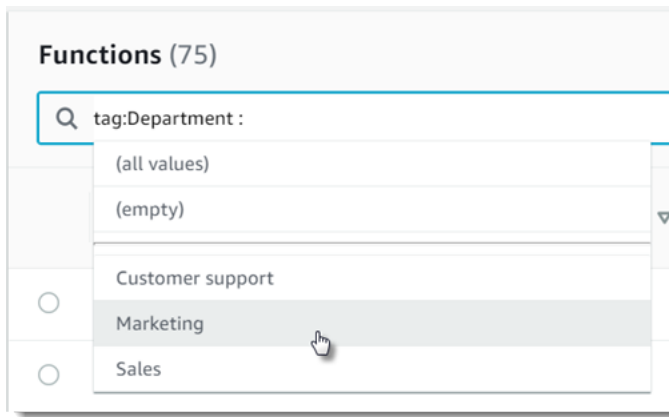 Functions (75)
tag:Department :
(all values)
(empty)
Customer support
Marketing
Sales